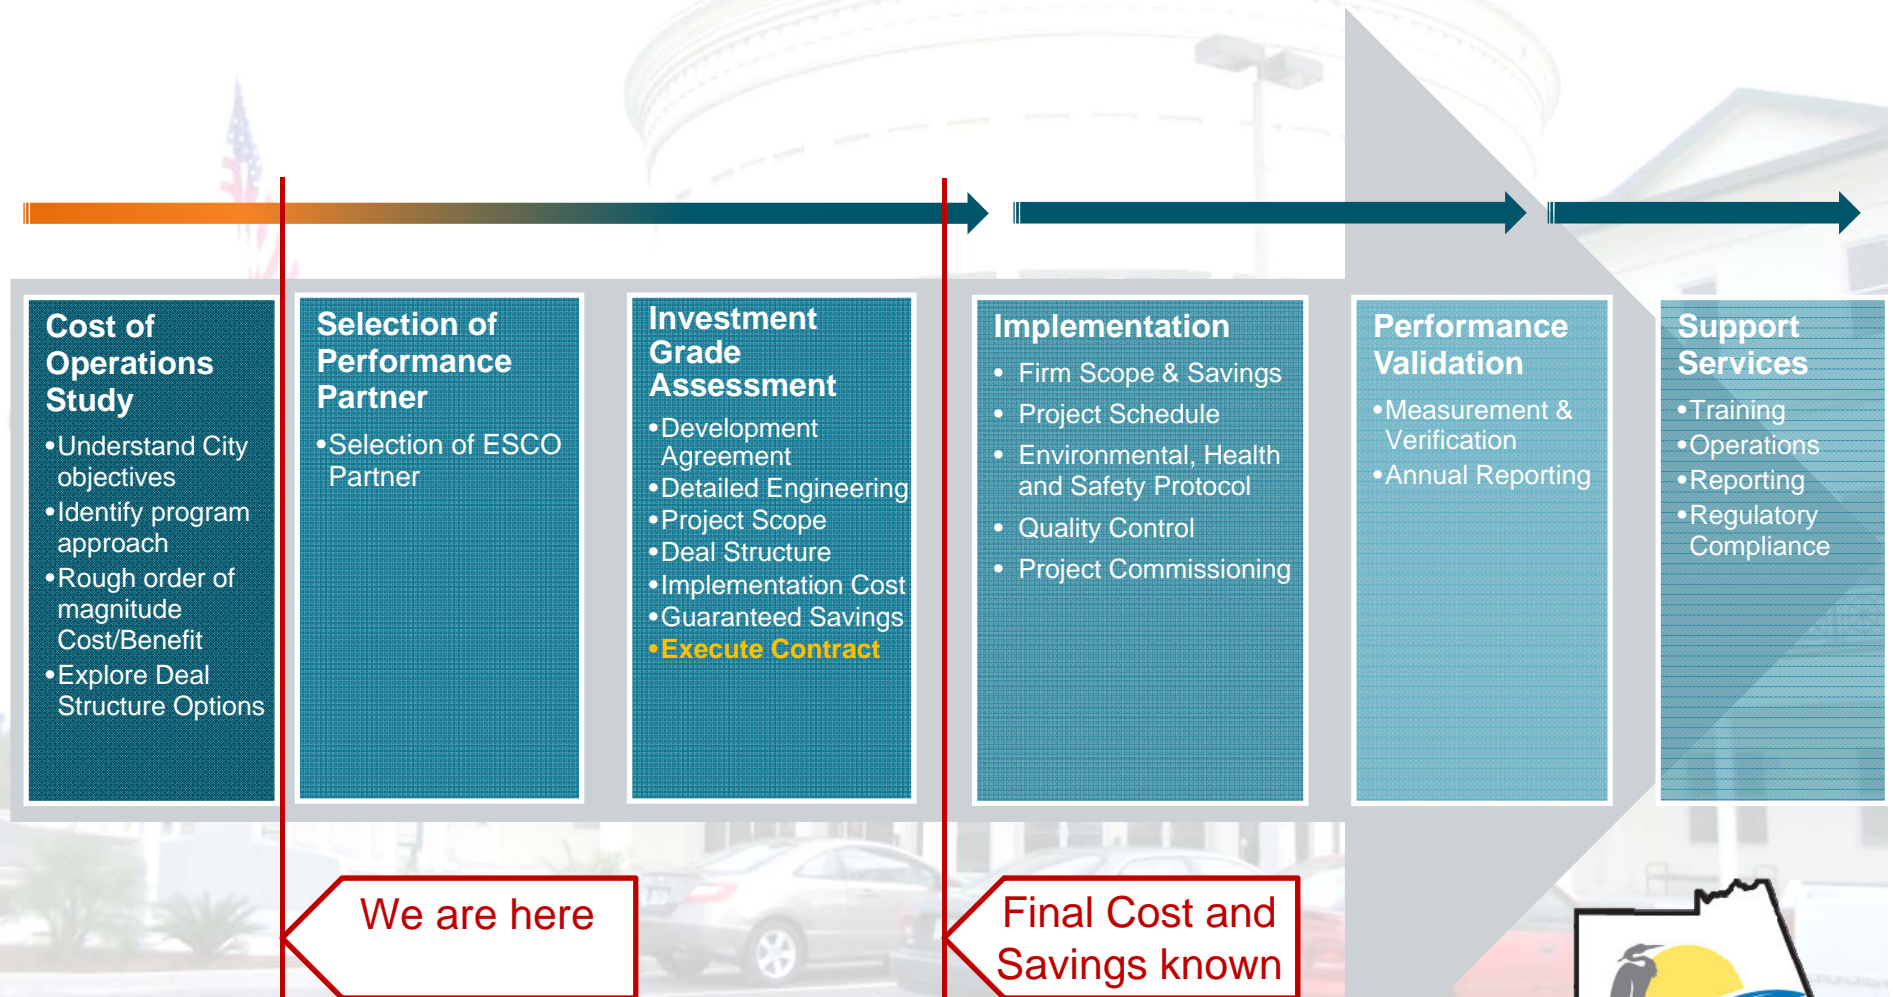 Cost of
Operations
Study
•Understand City
objectives
•Identify program
approach
•Rough order of
magnitude
Cost/Benefit
•Explore Deal
Structure Options
Selection of
Performance
Partner
•Selection of ESCO
Partner
Investment
Grade
Assessment
•Development
Agreement
•Detailed Engineering
•Project Scope
•Deal Structure
•Implementation Cost
•Guaranteed Savings
•Execute Contract
Implementation
• Firm Scope & Savings
• Project Schedule
• Environmental, Health
and Safety Protocol
• Quality Control
• Project Commissioning
Performance
Validation
•Measurement &
Verification
•Annual Reporting
Support
Services
•Training
•Operations
•Reporting
•Regulatory
Compliance
We are here
Final Cost and
Savings known